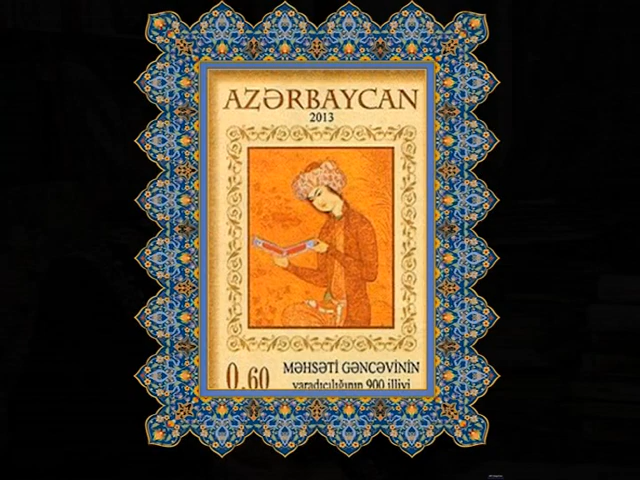 AZƏRBAYCAN
2013
0.60
MƏHSƏTİ GƏNCƏVİNİN
yaradıcılığının 900 illiyi